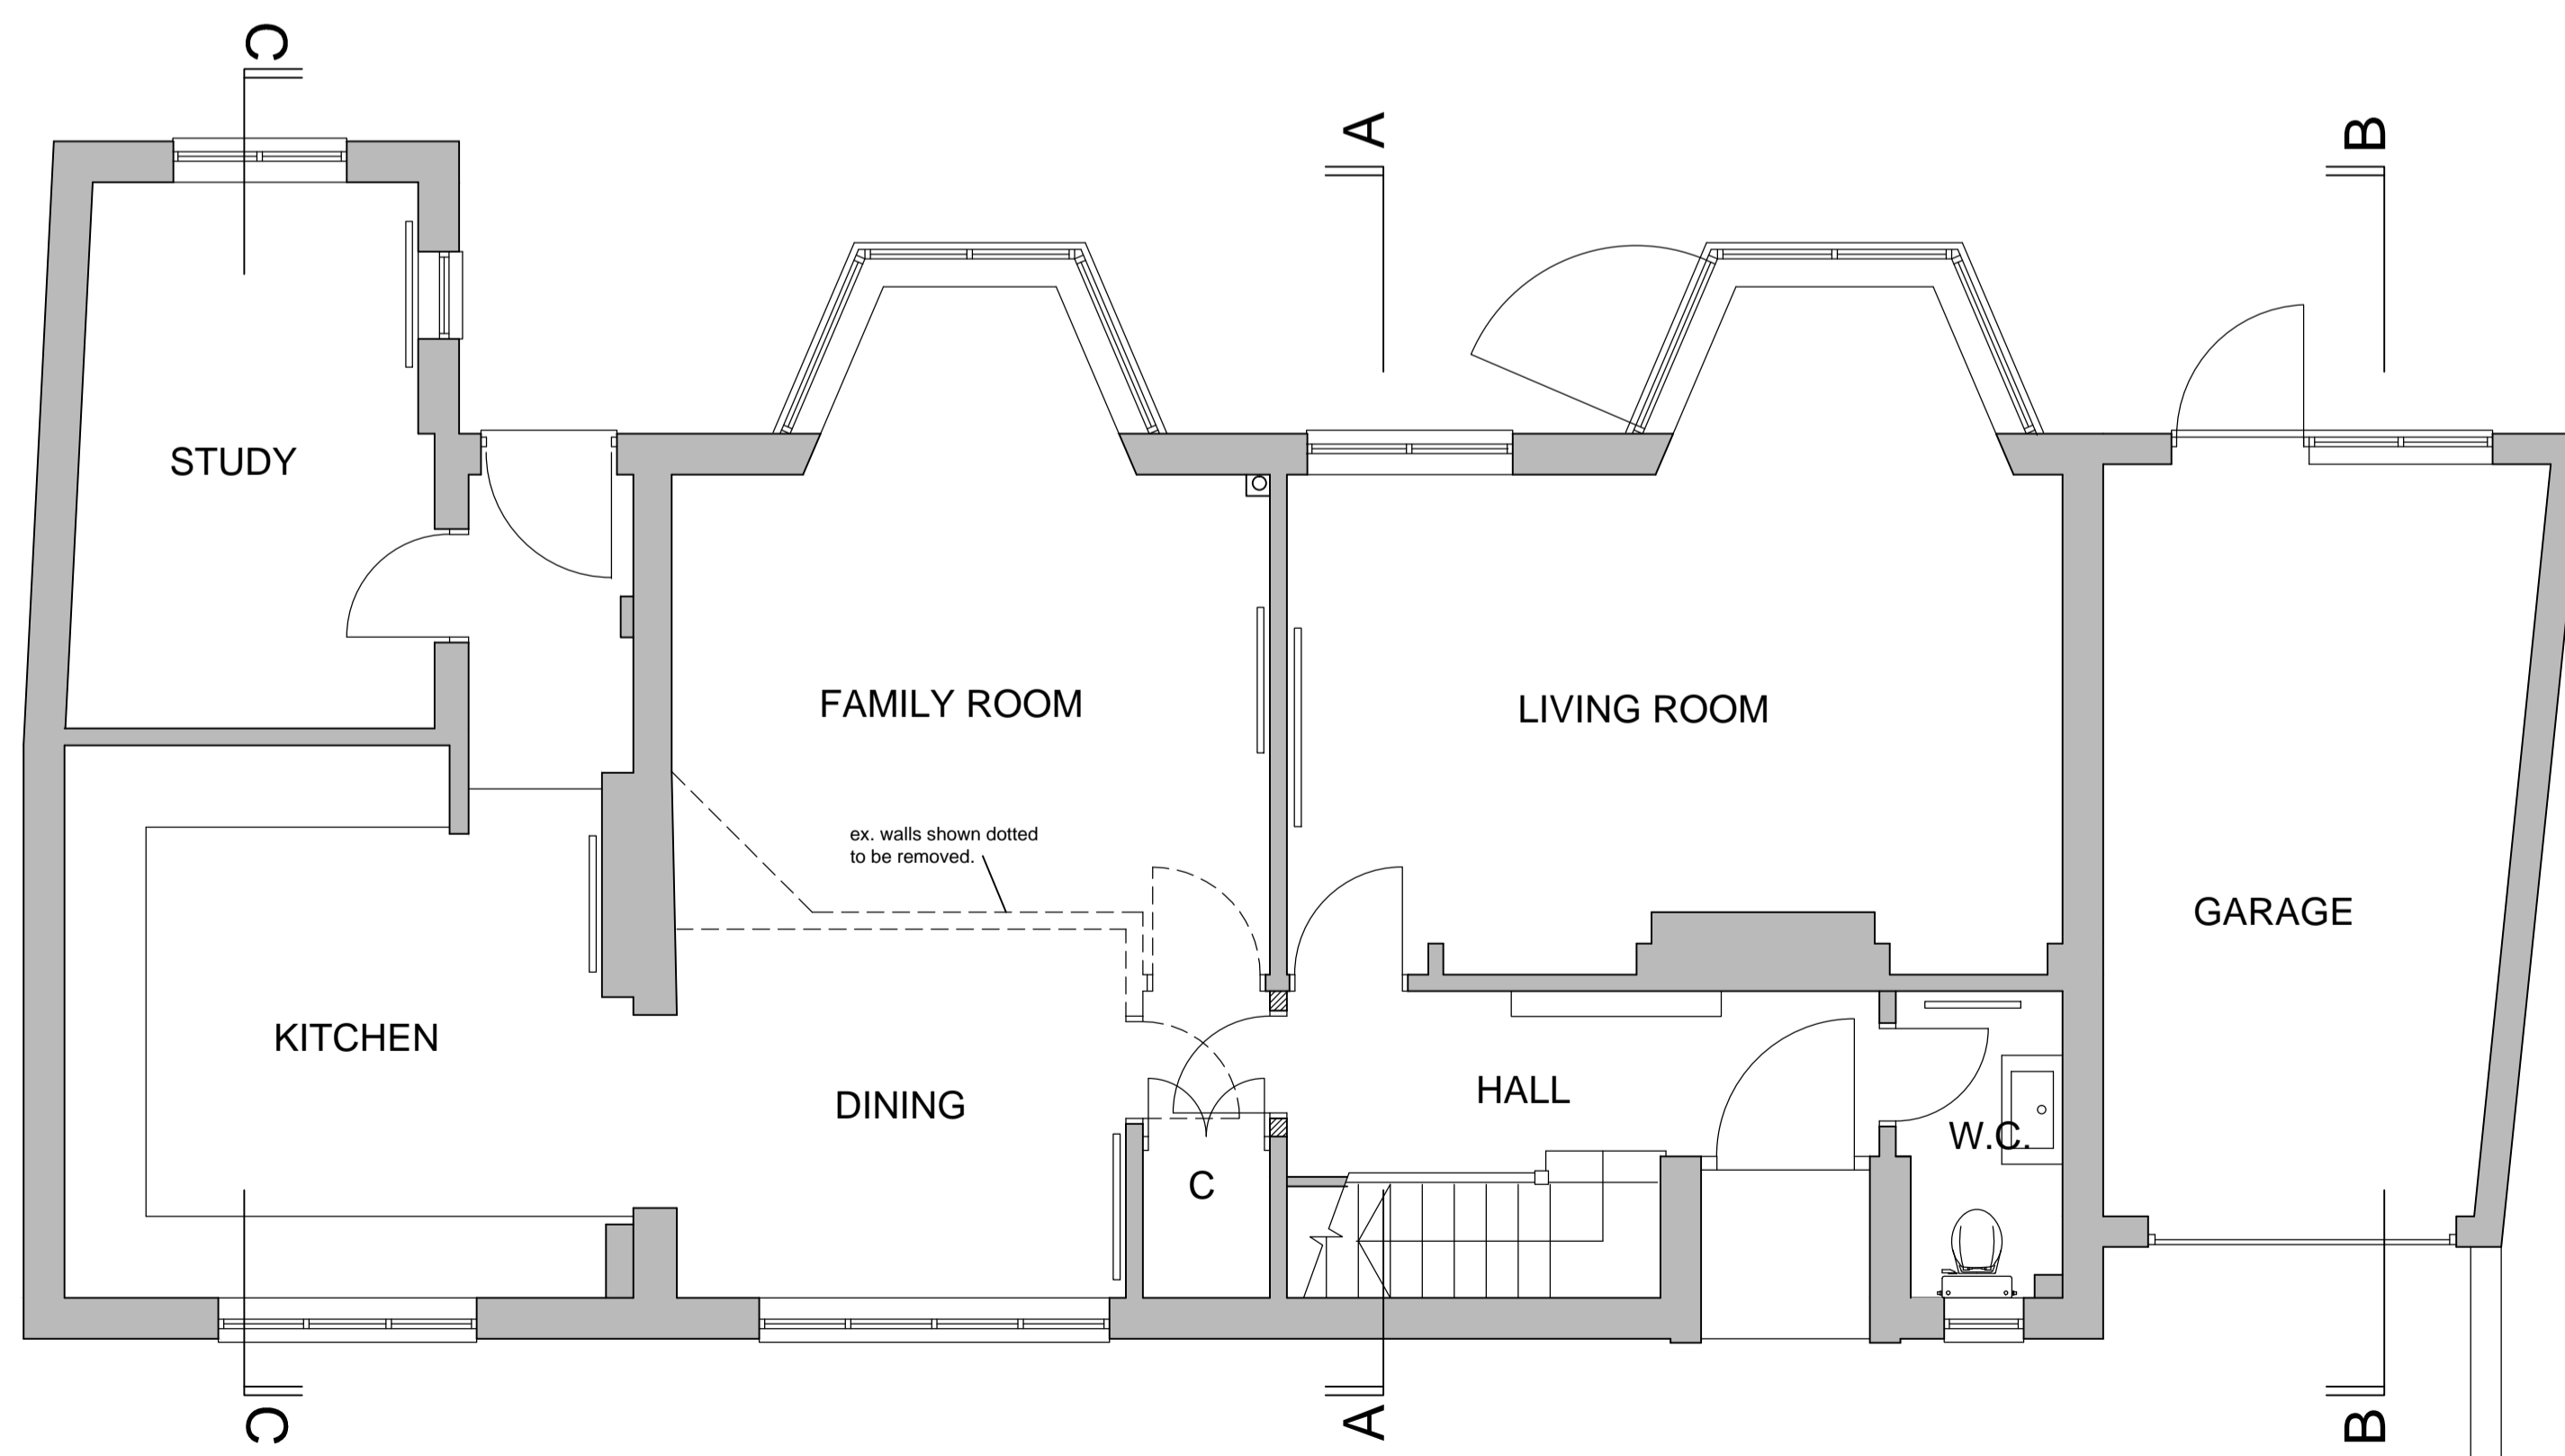 C
A
B
STUDY
FAMILY ROOM
LIVING ROOM
ex. walls shown dotted
to be removed.
GARAGE
KITCHEN
DINING
HALL
W.C.
C
C
A
B